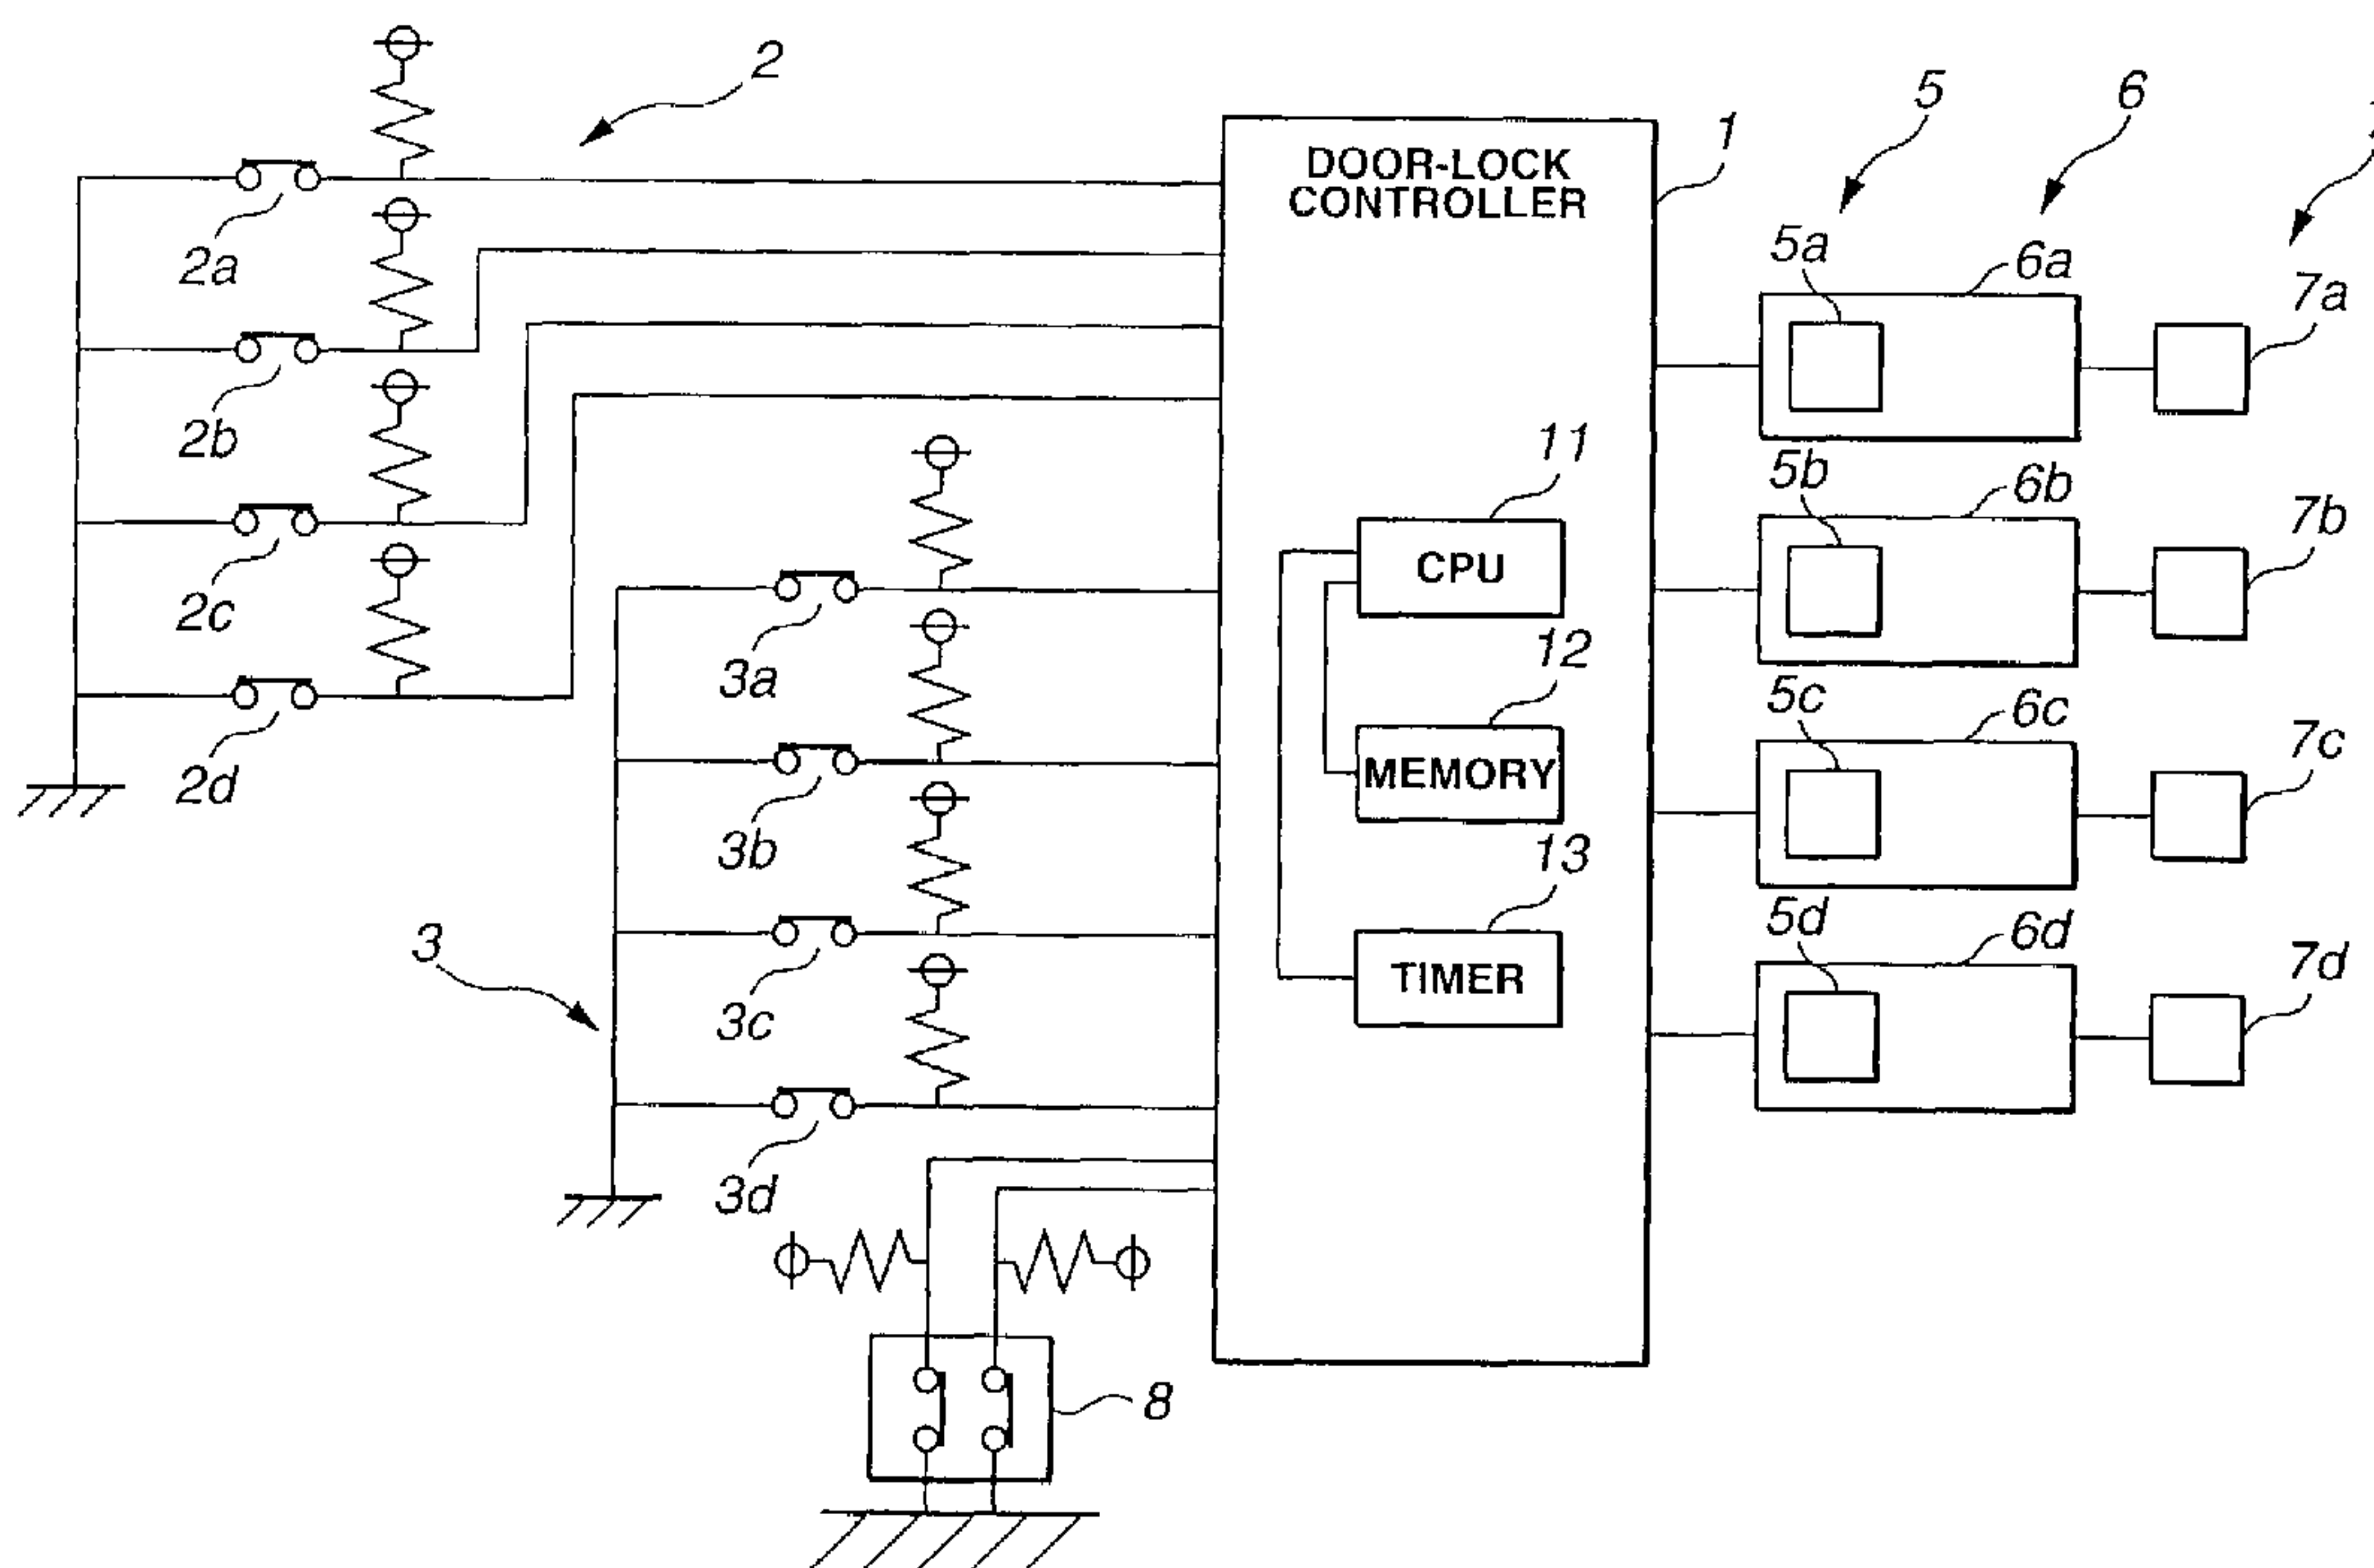 2
5
6
1
DOOR-LOCK
CONTROLLER
2a
5a
6a
7a
2b
11
5b
6b
7b
CPU
2c
12
3a
5c
6c
7c
2d
MEMORY
3b
13
5d
6d
7d
3
TIMER
3c
3d
8